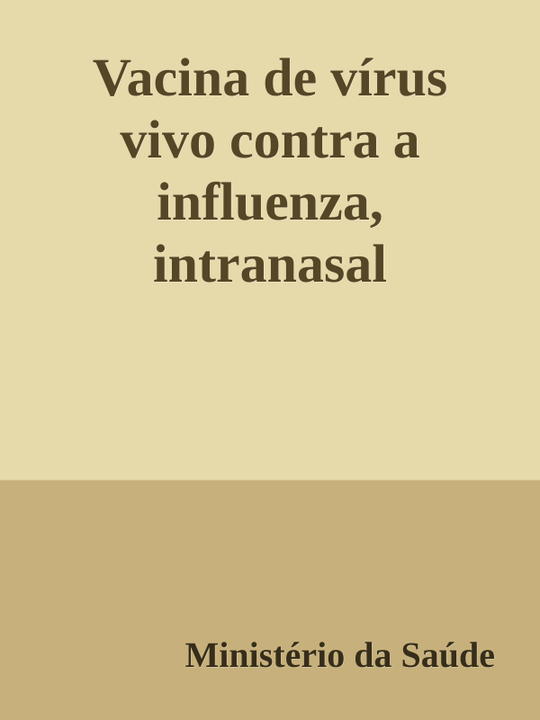 Vacina de vírus
vivo contra a
influenza,
intranasal
Ministério da Saúde